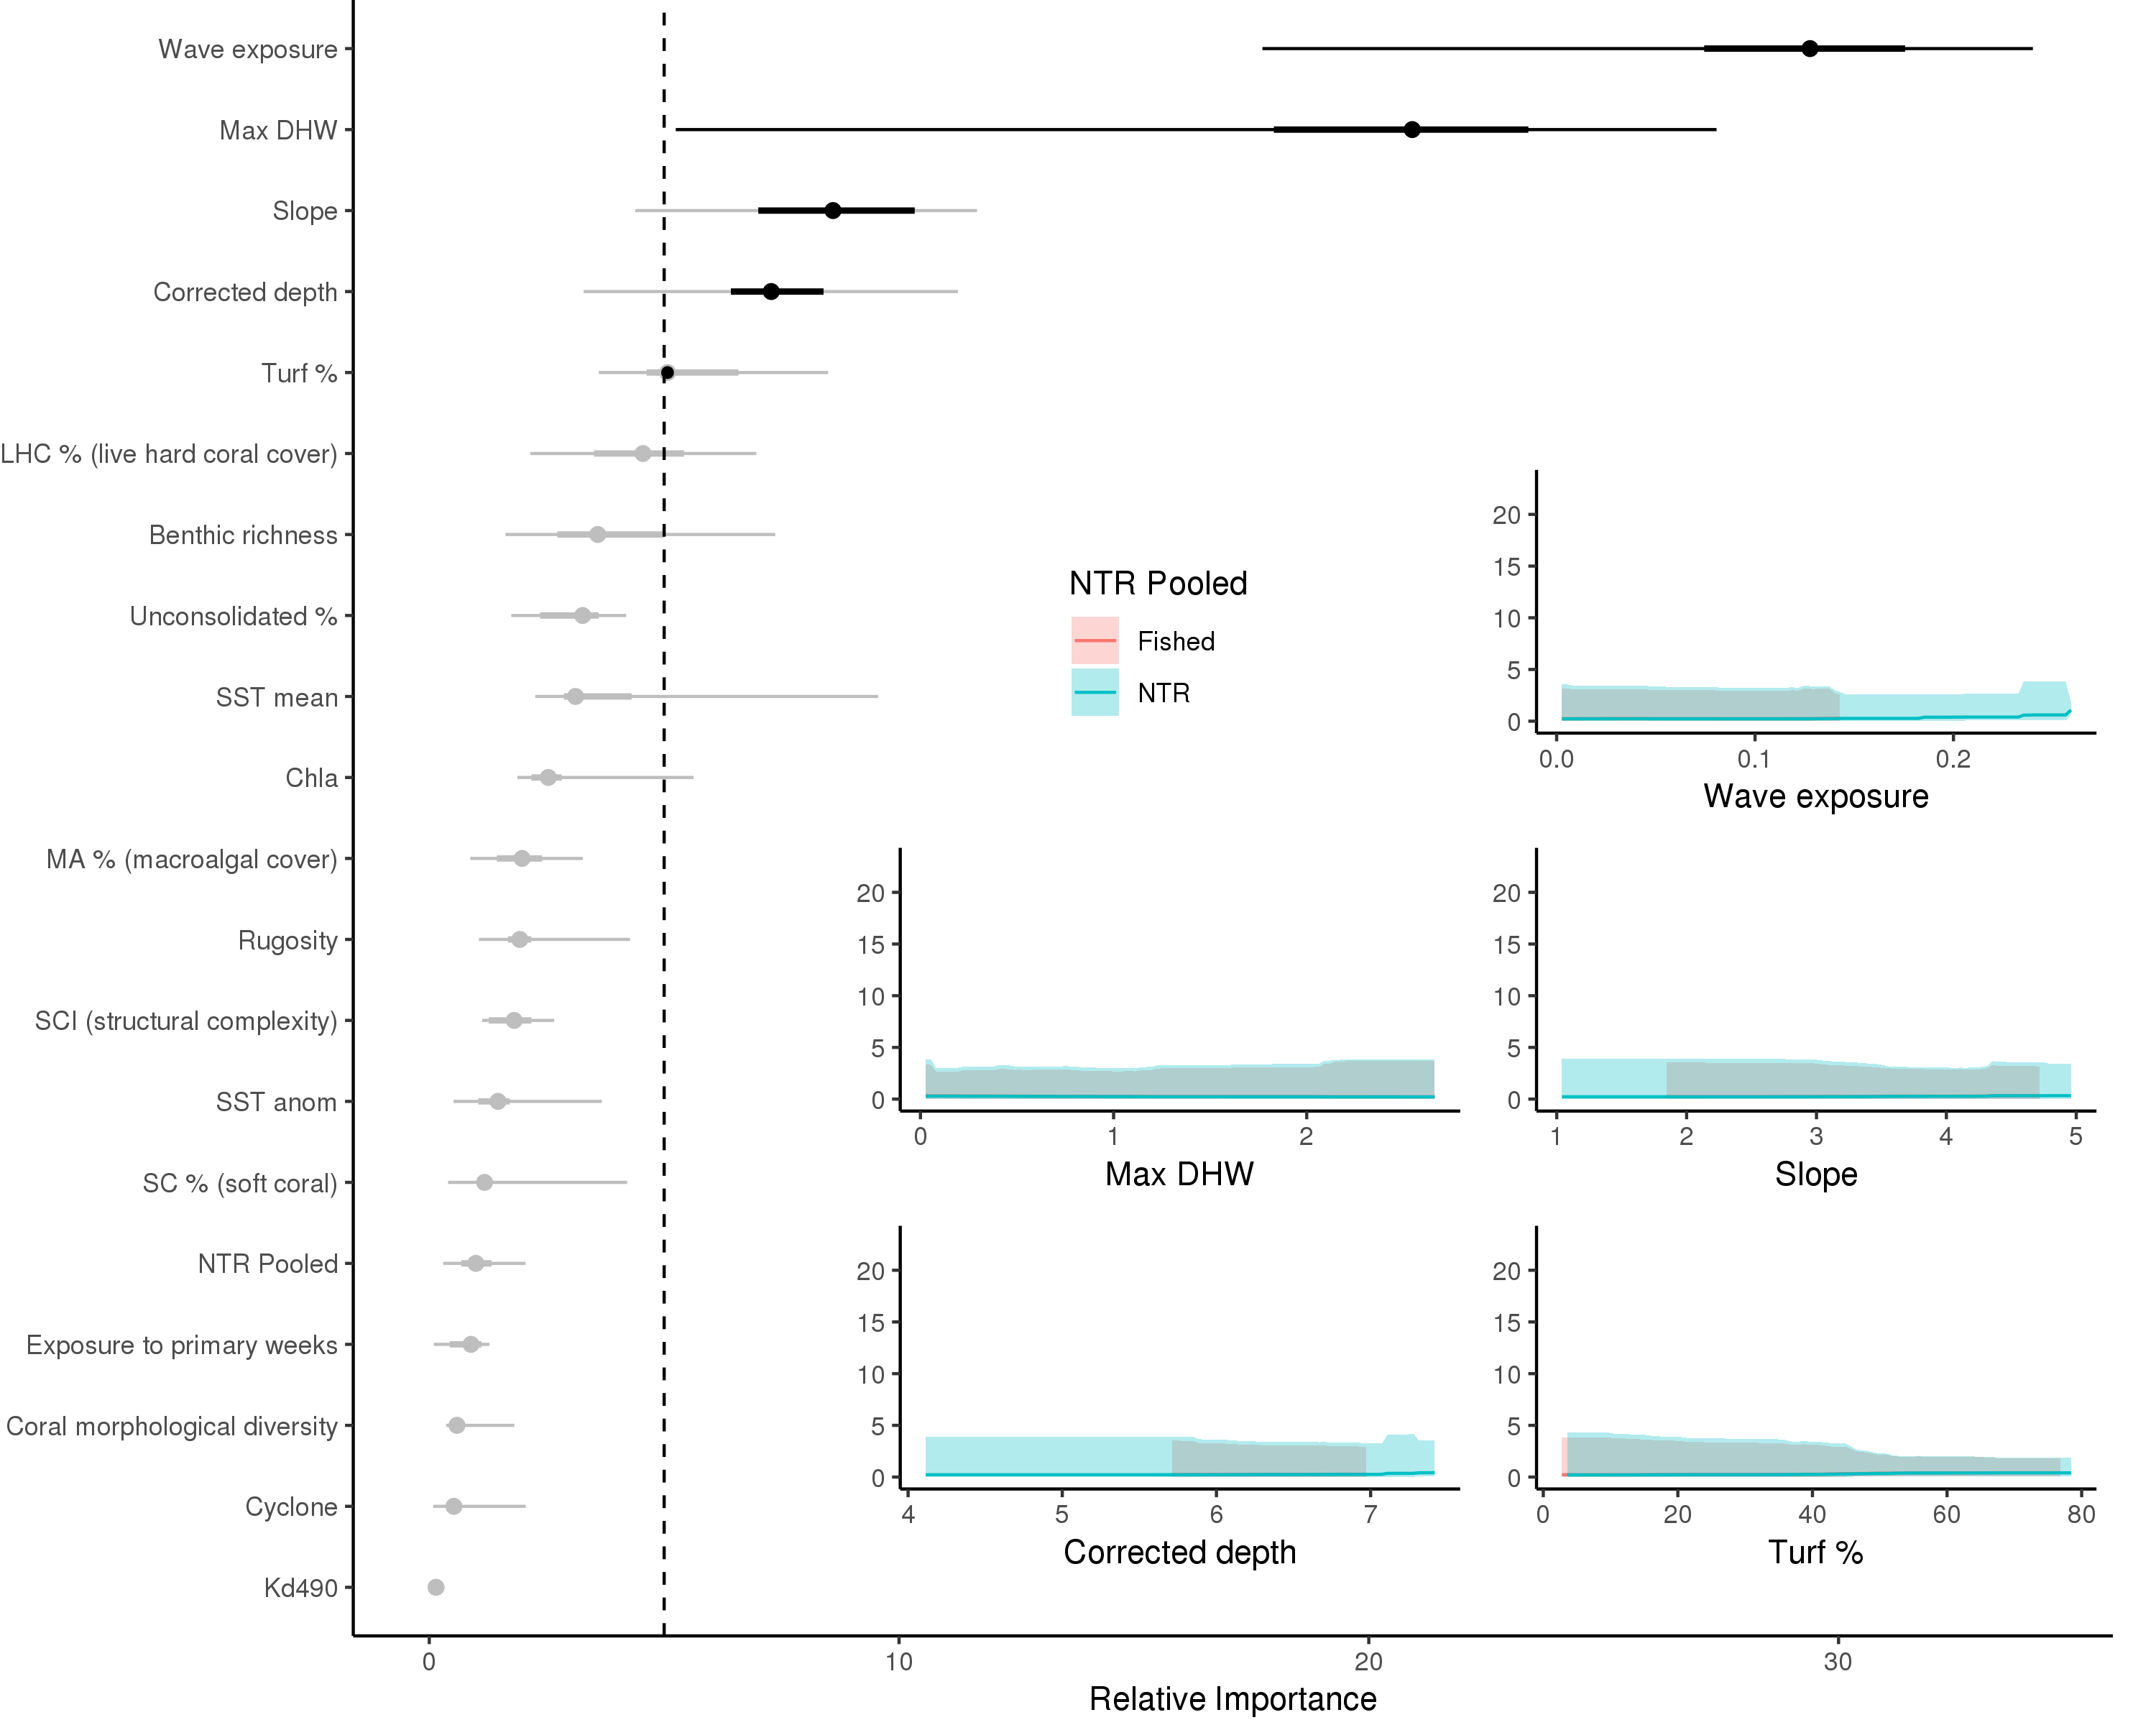 Wave exposure
Max DHW
Slope
Corrected depth
Turf %
LHC % (live hard coral cover)
Benthic richness
Unconsolidated %
SST mean
Chla
MA % (macroalgal cover)
Rugosity
SCI (structural complexity)
SST anom
SC % (soft coral)
NTR Pooled
Exposure to primary weeks
Coral morphological diversity
Cyclone
Kd490
0 10 20 30
Relative Importance
NTR Pooled
Fished
NTR
20
15
10
5
0
0.0 0.1 0.2
Wave exposure
20
15
10
5
0
0 1 2
Max DHW
20
15
10
5
0
1 2 3 4 5
Slope
20
15
10
5
0
4 5 6 7
Corrected depth
20
15
10
5
0
0 20 40 60 80
Turf %